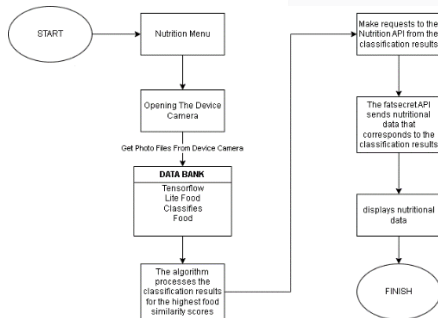 START
Nutrition Menu
Opening The Device
Camera
Get Photo Files From Device Camera
DATA BANK
Tensorflow
Lite Food
Classifies
Food
The algorithm
processes the
classification results
for the highest food
similarity scores
Make requests to the
Nutrition API from the
classification results
The fatsecret API
sends nutritional
data that
corresponds to the
classification results
displays nutritional
data
FINISH